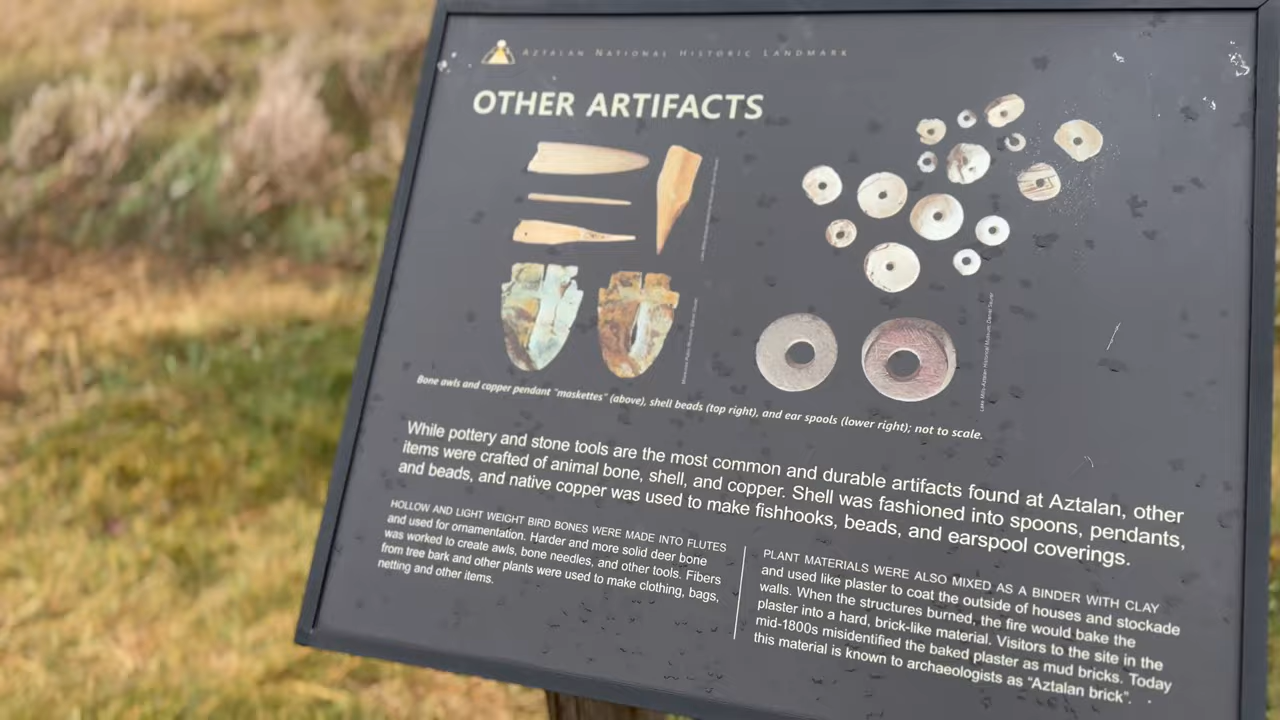 AZTALAN NATIONAL HISTORIC LANDMARK
OTHER ARTIFACTS
Bone awls and copper pendant "maskettes" (above), shell beads (top right), and ear spools (lower right); not to scale.
While pottery and stone tools are the most common and durable artifacts found at Aztalan, other
items were crafted of animal bone, shell, and copper. Shell was fashioned into spoons, pendants,
and beads, and native copper was used to make fishhooks, beads, and earspool coverings.
HOLLOW AND LIGHT WEIGHT BIRD BONES WERE MADE INTO FLUTES
and used for ornamentation. Harder and more solid deer bone
was worked to create awls, bone needles, and other tools. Fibers
from tree bark and other plants were used to make clothing, bags,
netting and other items.
PLANT MATERIALS WERE ALSO MIXED AS A BINDER WITH CLAY
and used like plaster to coat the outside of houses and stockade
walls. When the structures burned, the fire would bake the
plaster into a hard, brick-like material. Visitors to the site in the
mid-1800s misidentified the baked plaster as mud bricks. Today
this material is known to archaeologists as "Aztalan brick".